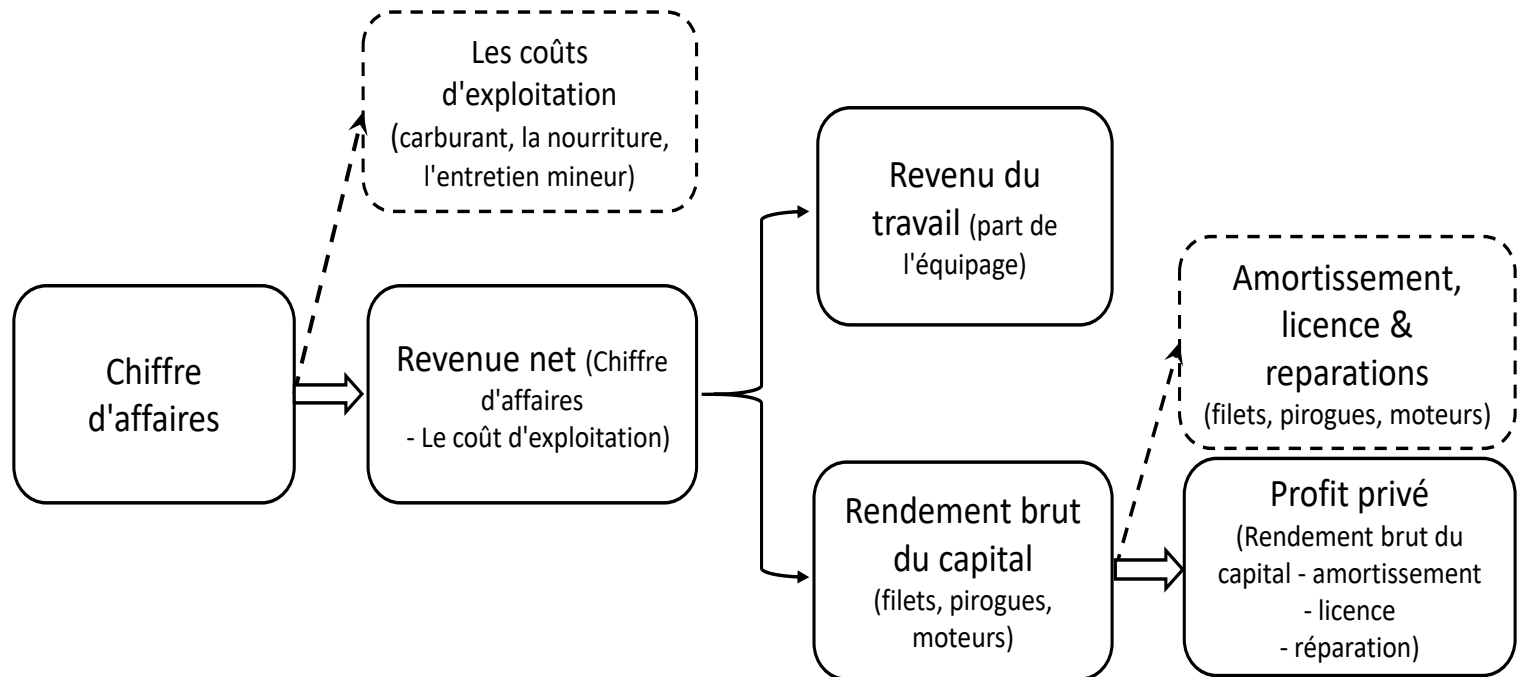 Les coûts
d'exploitation
(carburant, la nourriture,
l'entretien mineur)
Chiffre
d'affaires
Revenue net (Chiffre
d'affaires
- Le coût d'exploitation)
Revenu du
travail (part de
l'équipage)
Rendement brut
du capital
(filets, pirogues,
moteurs)
Amortissement,
licence &
reparations
(filets, pirogues, moteurs)
Profit privé
(Rendement brut du
capital - amortissement
- licence
- réparation)